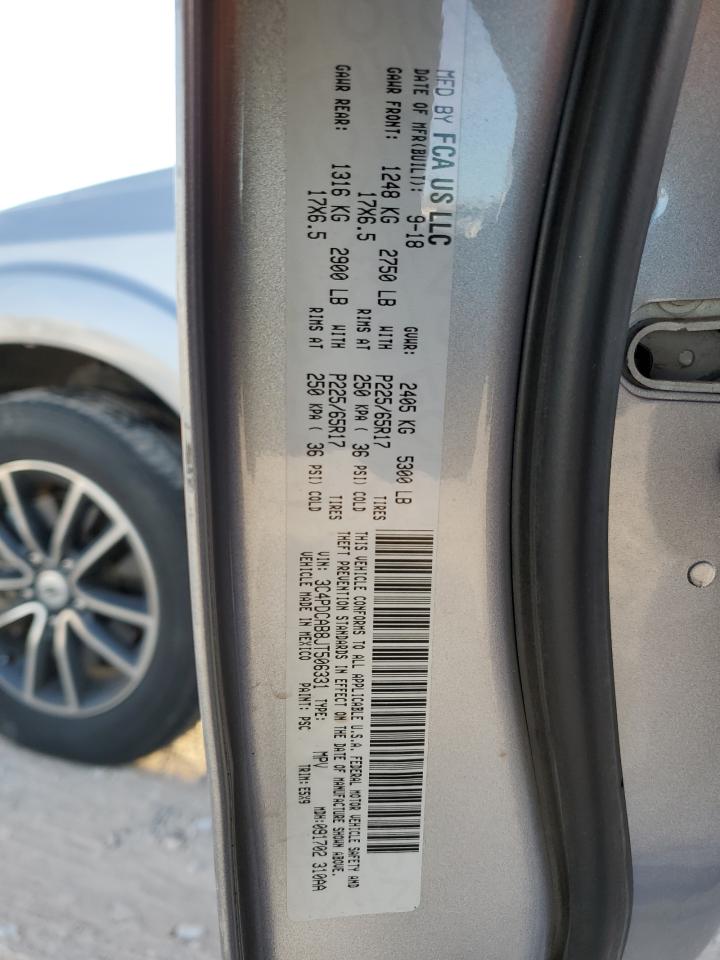 MFD BY FCA US LLC
DATE OF MFR(BUILT): 9-18 GVWR: 2405 KG 5300 LB
GAWR FRONT: 1248 KG 2750 LB WITH P225/65R17 TIRES
17X6.5 RIMS AT 250 KPA ( 36 PSI) COLD
GAWR REAR: 1316 KG 2900 LB WITH P225/65R17 TIRES
17X6.5 RIMS AT 250 KPA ( 36 PSI) COLD
THIS VEHICLE CONFORMS TO ALL APPLICABLE U.S.A. FEDERAL MOTOR VEHICLE SAFETY AND
THEFT PREVENTION STANDARDS IN EFFECT ON THE DATE OF MANUFACTURE SHOWN ABOVE.
VIN: 3C4PDCAB8JT506331 TYPE: MPV MDH:091702 310AA
VEHICLE MADE IN MEXICO PAINT: PSC TRIM:E5X9